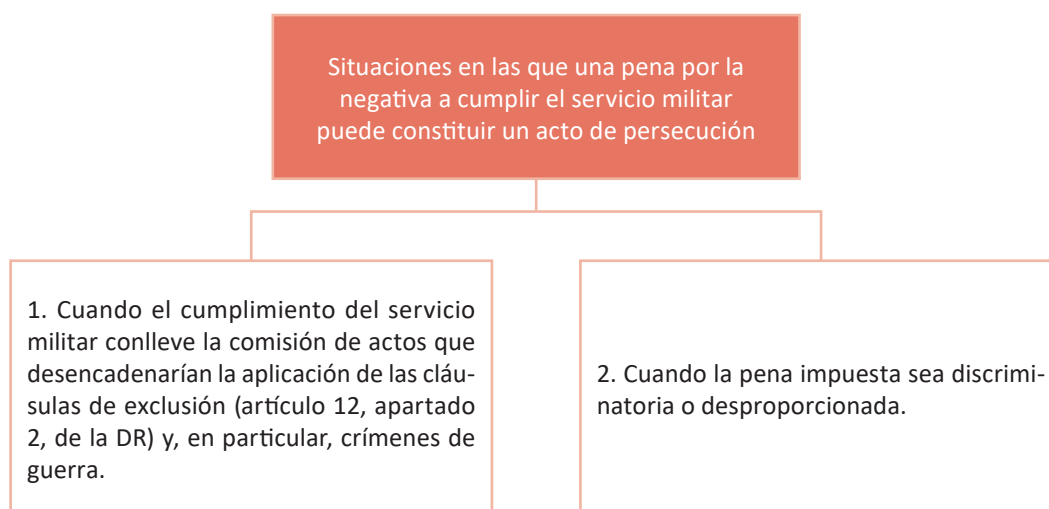 Situaciones en las que una pena por la
negativa a cumplir el servicio militar
puede constituir un acto de persecución
1. Cuando el cumplimiento del servicio
militar conlleve la comisión de actos que
desencadenarían la aplicación de las cláu-
sulas de exclusión (artículo 12, apartado
2, de la DR) y, en particular, crímenes de
guerra.
2. Cuando la pena impuesta sea discrimi-
natoria o desproporcionada.